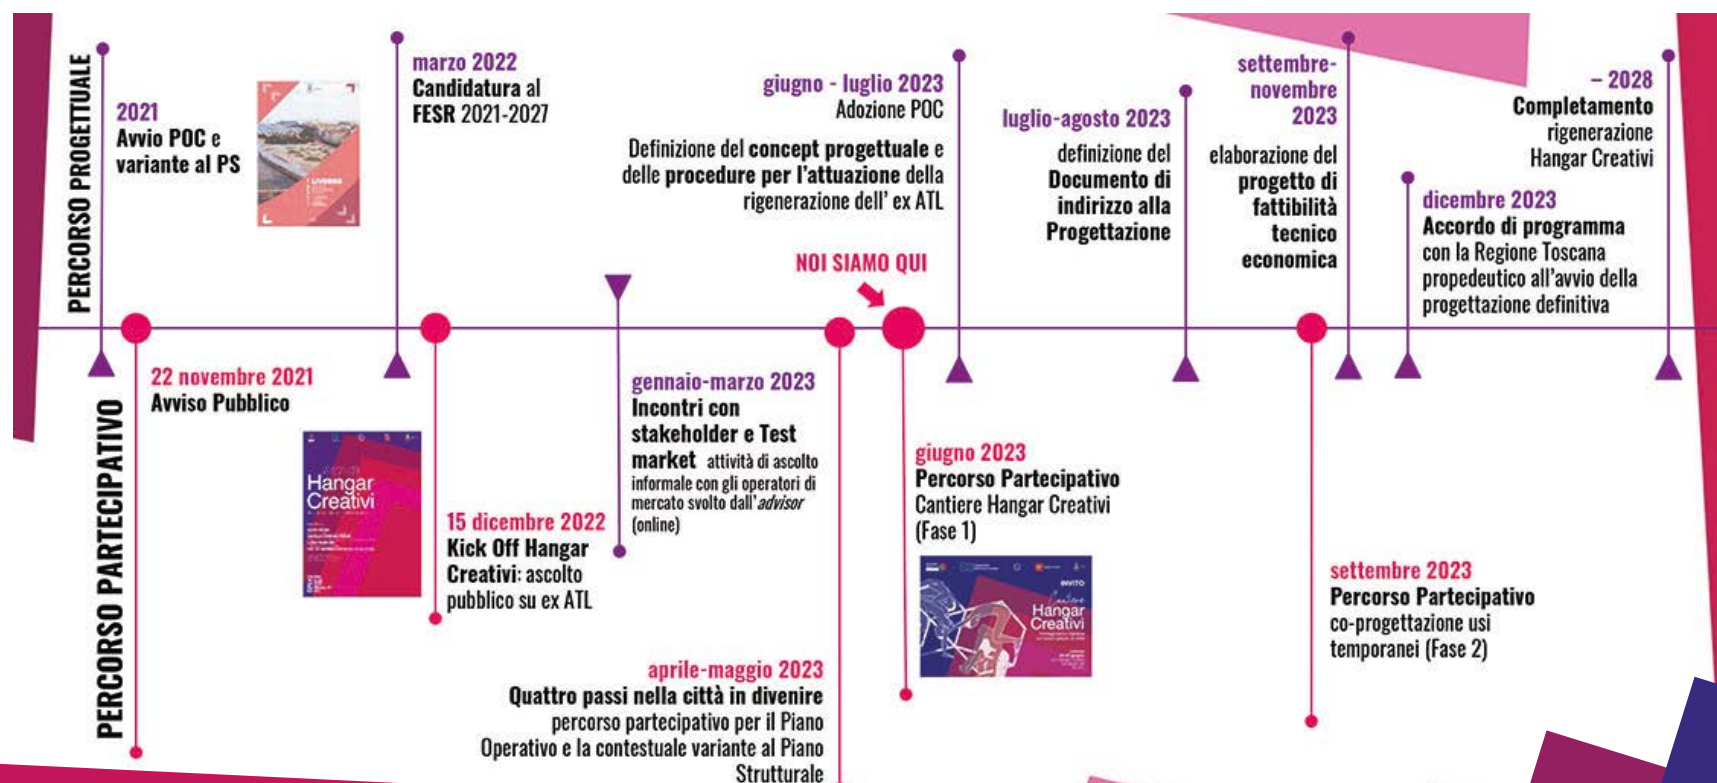 PERCORSO PROGETTUALE
2021
Avvio POC e
variante al PS
LIVORNO
marzo 2022
Candidatura al
FESR 2021-2027
giugno - luglio 2023
Adozione POC
Definizione del concept progettuale e
delle procedure per l'attuazione della
rigenerazione dell' ex ATL
luglio-agosto 2023
definizione del
Documento di
indirizzo alla
Progettazione
settembre-
novembre
2023
elaborazione del
progetto di
fattibilità
tecnico
economica
dicembre 2023
Accordo di programma
con la Regione Toscana
propedeutico all'avvio della
progettazione definitiva
– 2028
Completamento
rigenerazione
Hangar Creativi
NOI SIAMO QUI
PERCORSO PARTECIPATIVO
22 novembre 2021
Avviso Pubblico
Hangar
Creativi
15 dicembre 2022
Kick Off Hangar
Creativi: ascolto
pubblico su ex ATL
gennaio-marzo 2023
Incontri con
stakeholder e Test
market attività di ascolto
informale con gli operatori di
mercato svolto dall'advisor
(online)
aprile-maggio 2023
Quattro passi nella città in divenire
percorso partecipativo per il Piano
Operativo e la contestuale variante al Piano
Strutturale
giugno 2023
Percorso Partecipativo
Cantiere Hangar Creativi
(Fase 1)
INVITO
Cantiere
Hangar
Creativi
settembre 2023
Percorso Partecipativo
co-progettazione usi
temporanei (Fase 2)